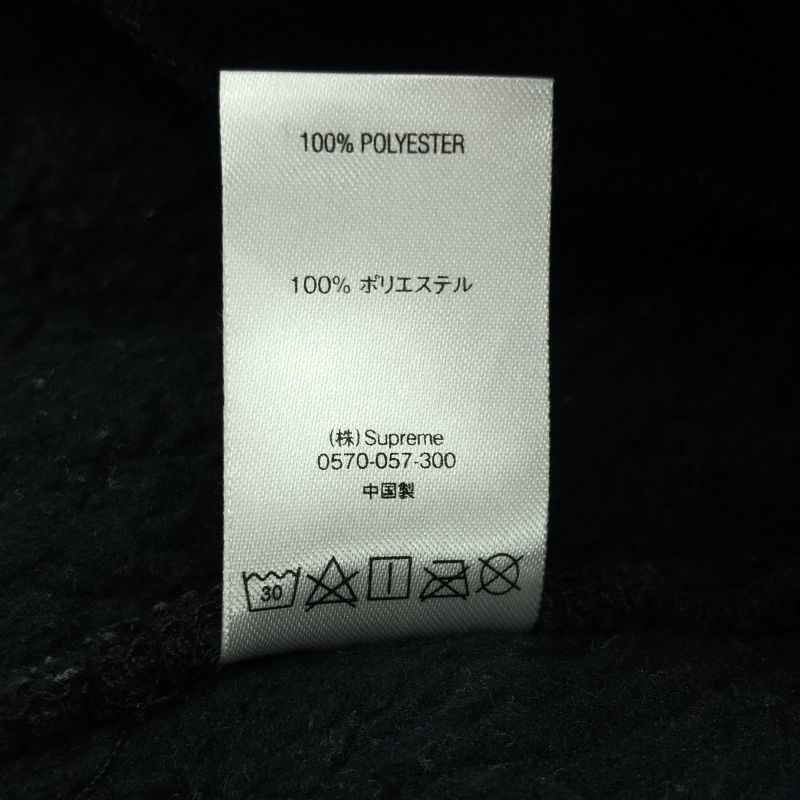 100% POLYESTER
100% ポリエステル
(株)Supreme
0570-057-300
中国製
30